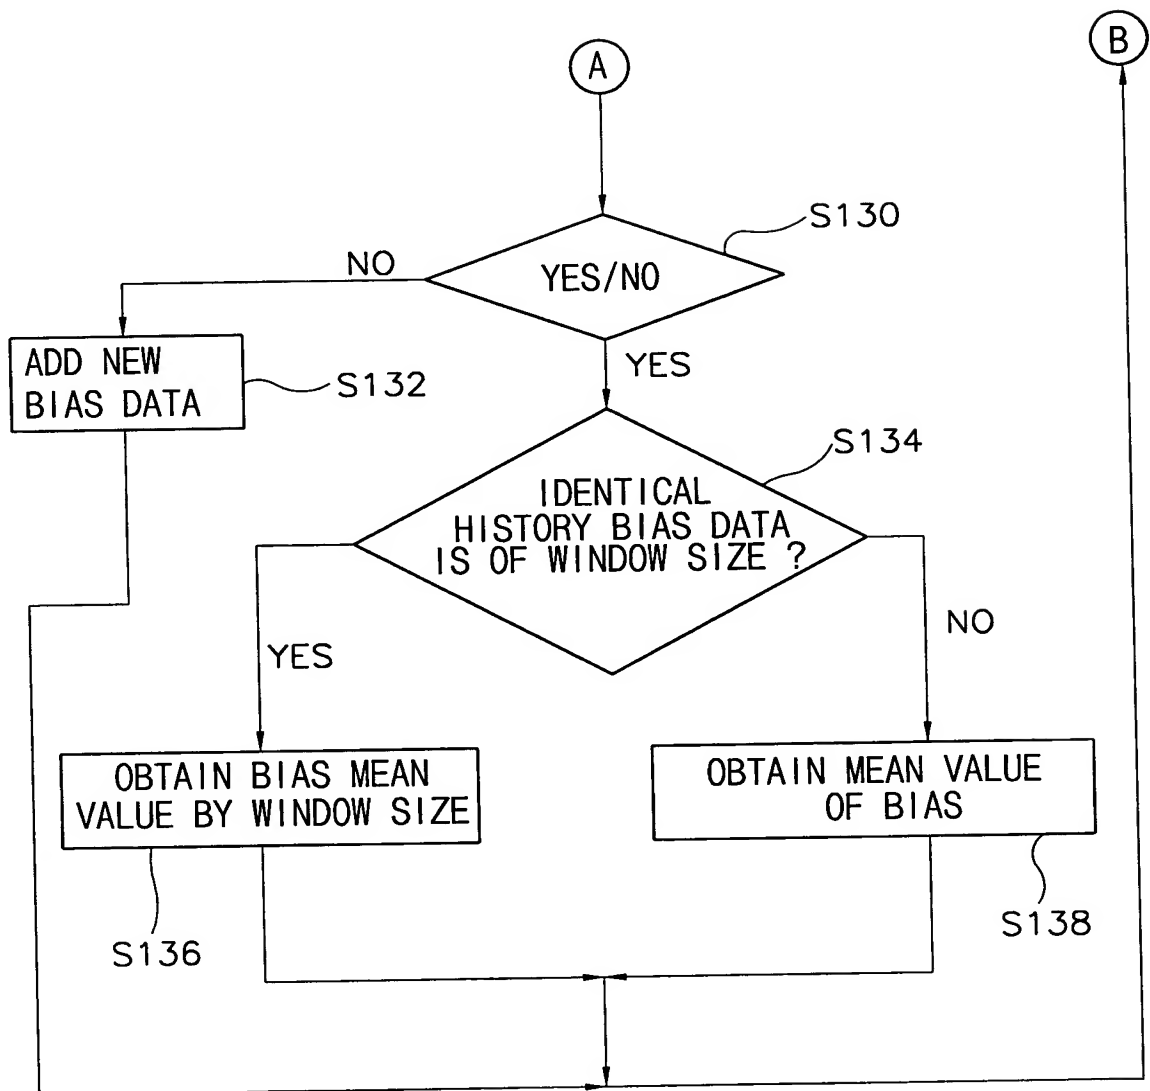 B
A
S130
NO
YES/NO
ADD NEW
BIAS DATA
S132
YES
S134
IDENTICAL
HISTORY BIAS DATA
IS OF WINDOW SIZE ?
NO
YES
OBTAIN BIAS MEAN
VALUE BY WINDOW SIZE
OBTAIN MEAN VALUE
OF BIAS
S136
S138